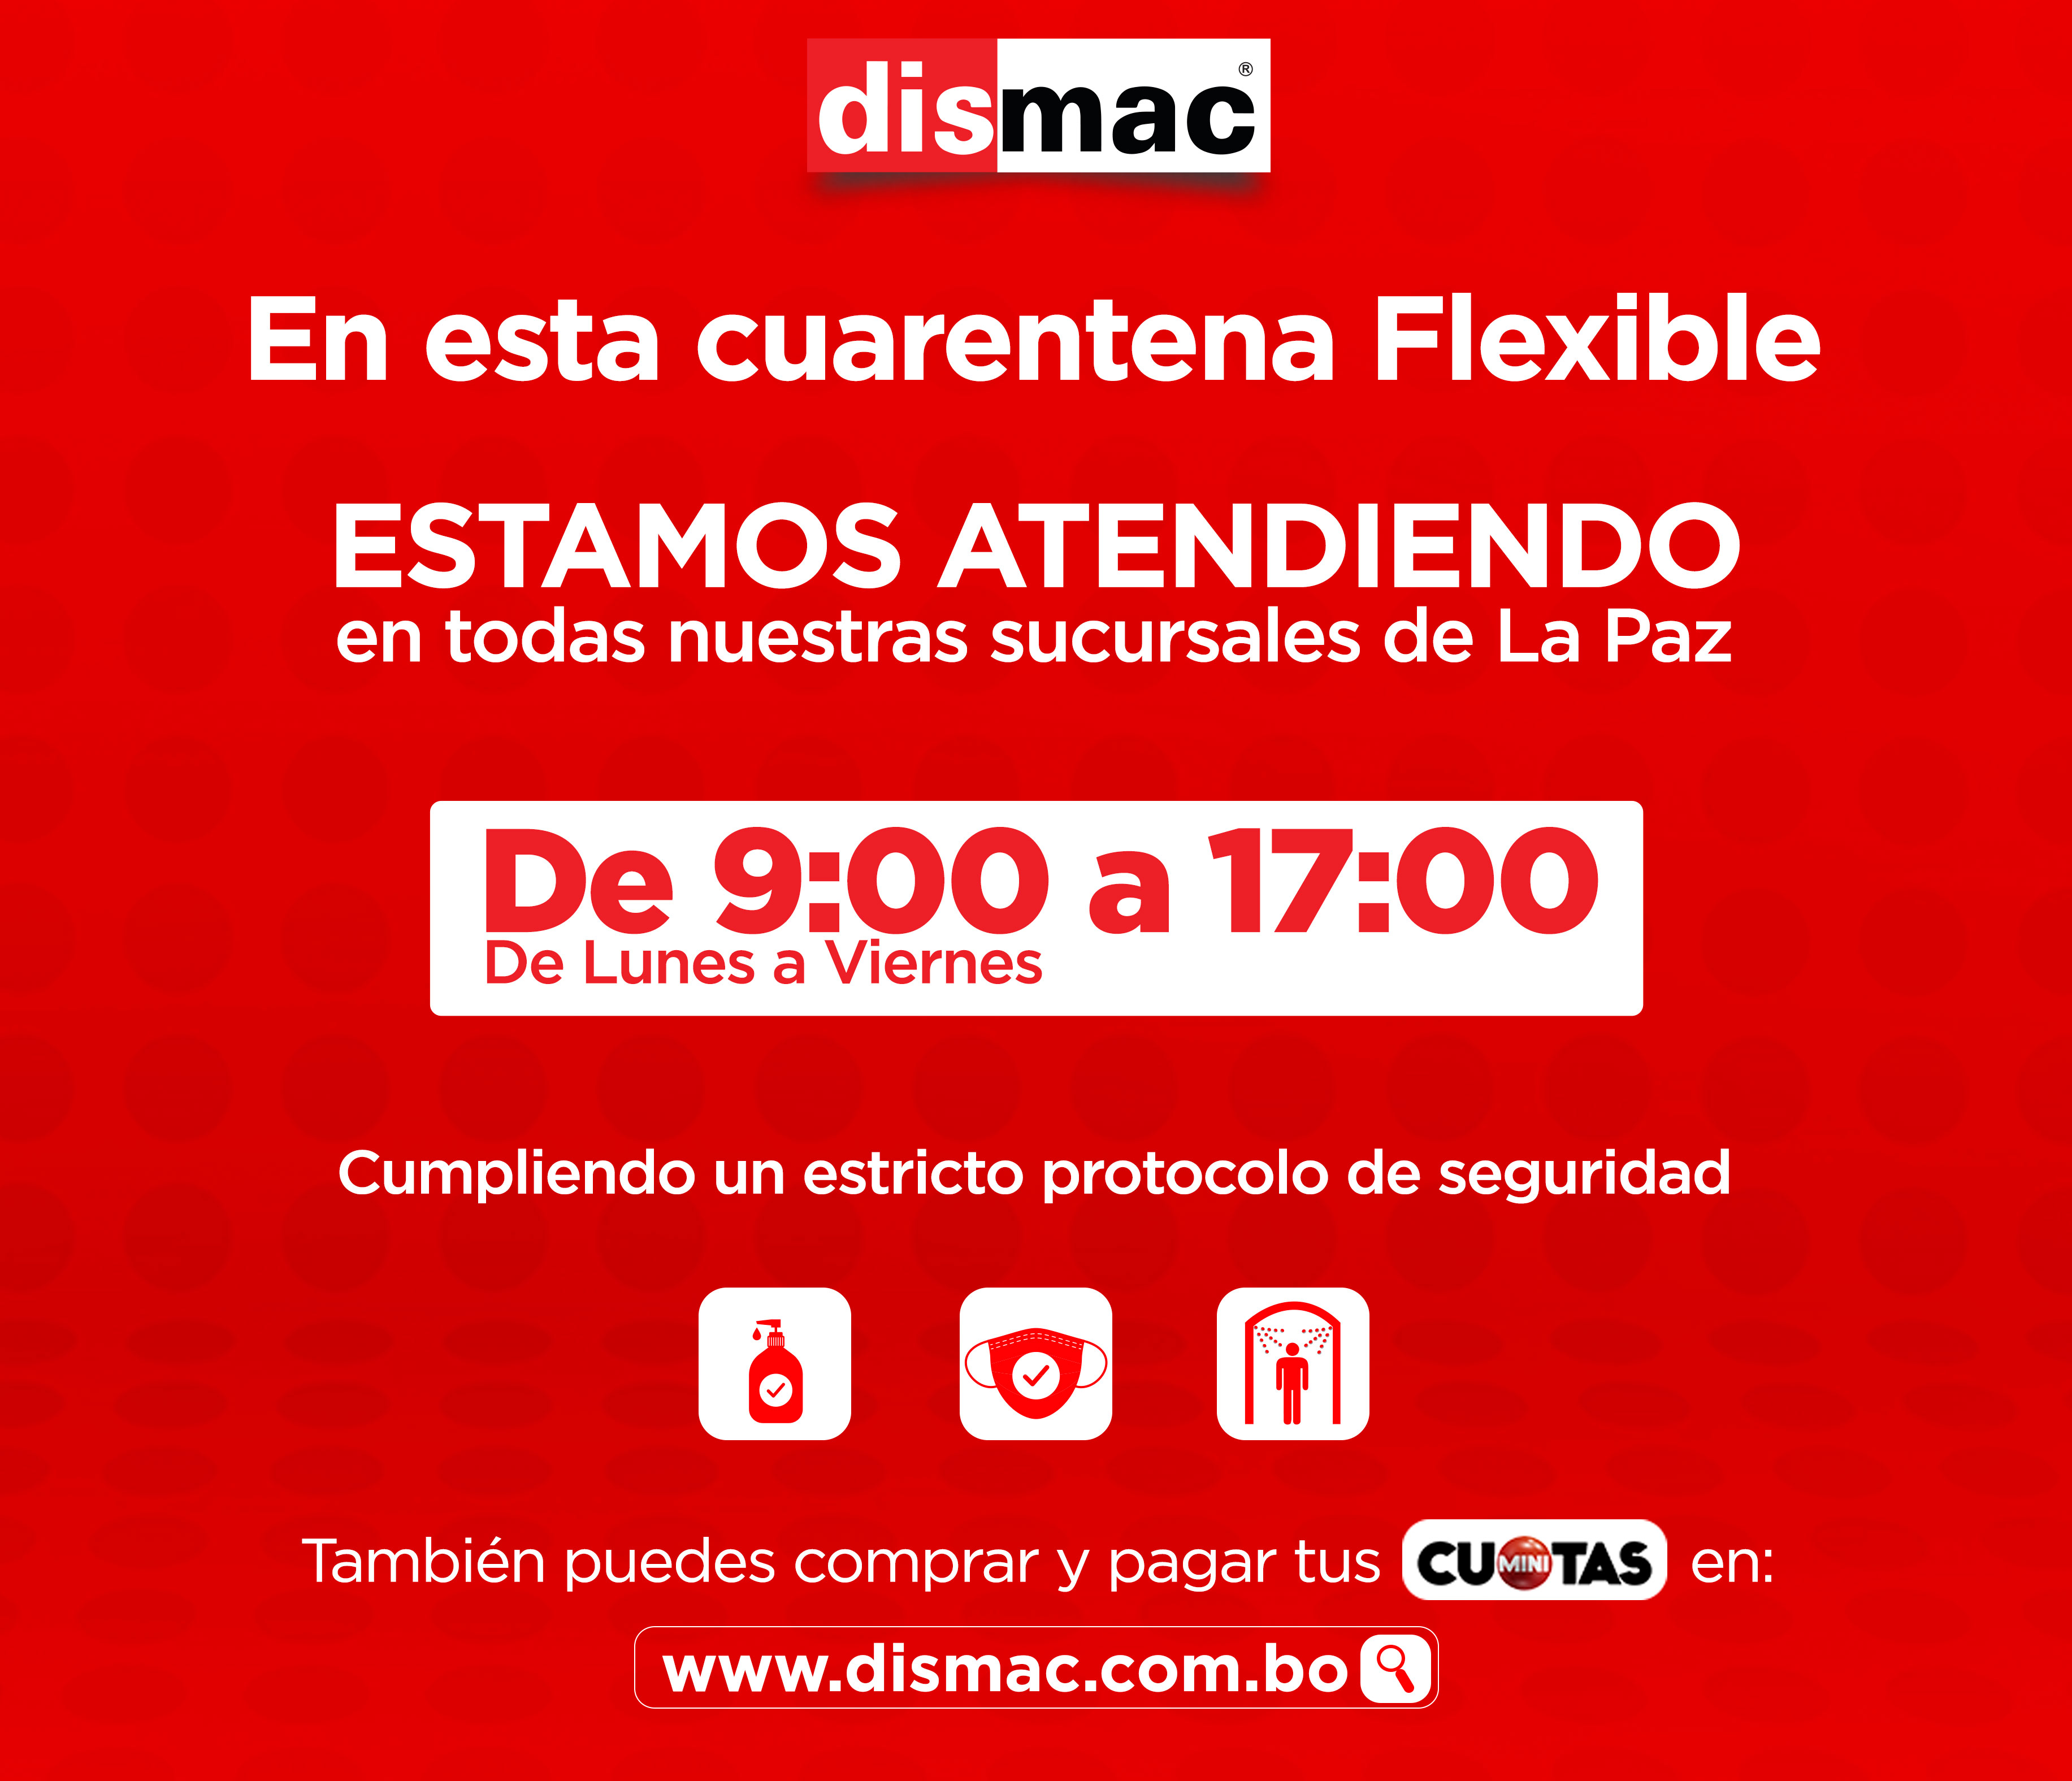 dismac®
En esta cuarentena Flexible
ESTAMOS ATENDIENDO
en todas nuestras sucursales de La Paz
De 9:00 a 17:00
De Lunes a Viernes
Cumpliendo un estricto protocolo de seguridad
También puedes comprar y pagar tus CUOTAS MINI en:
www.dismac.com.bo